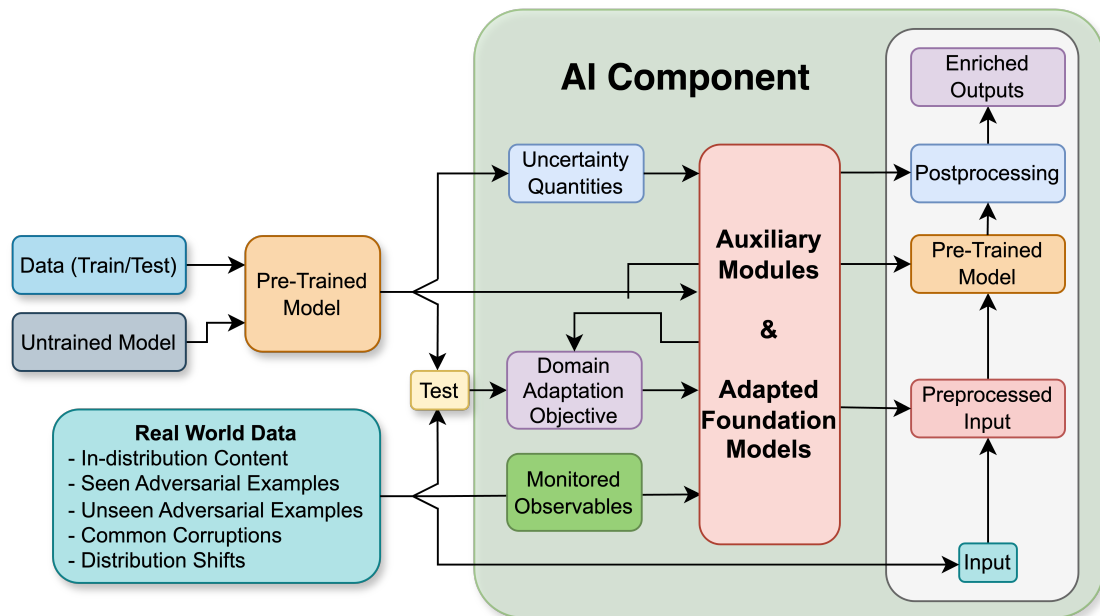 AI Component
Enriched
Outputs
Uncertainty
Quantities
Postprocessing
Data (Train/Test)
Pre-Trained
Model
Untrained Model
Auxiliary
Modules
&
Adapted
Foundation
Models
Pre-Trained
Model
Test
Domain
Adaptation
Objective
Preprocessed
Input
Real World Data
- In-distribution Content
- Seen Adversarial Examples
- Unseen Adversarial Examples
- Common Corruptions
- Distribution Shifts
Monitored
Observables
Input